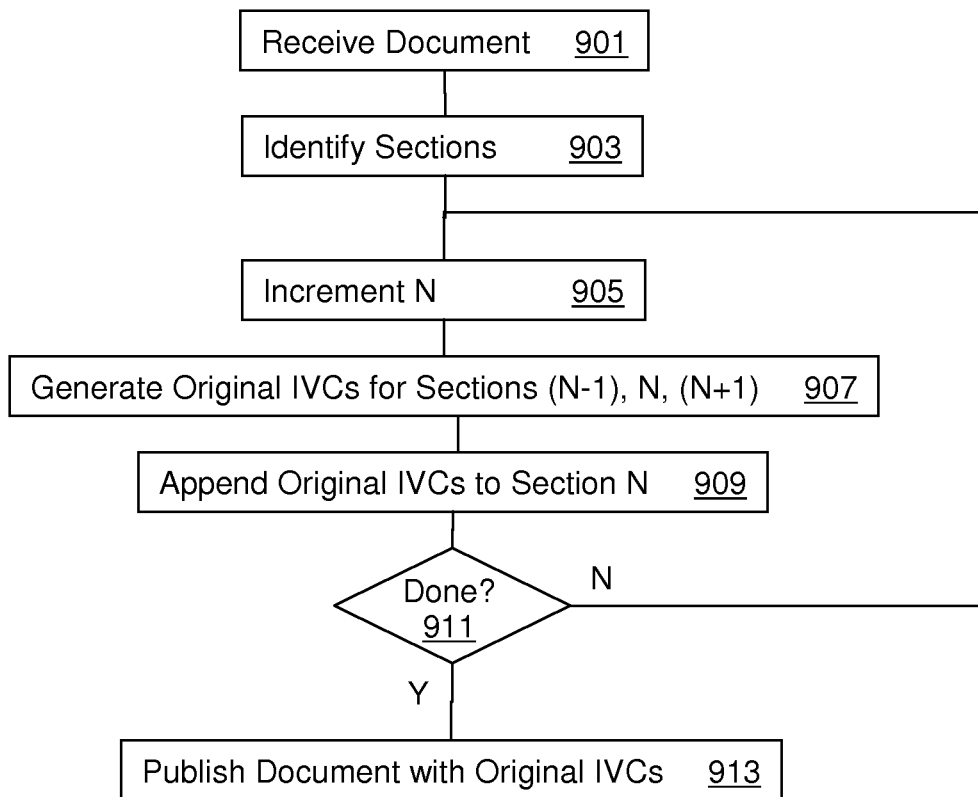 Receive Document 901
Identify Sections 903
Increment N 905
Generate Original IVCs for Sections (N-1), N, (N+1) 907
Append Original IVCs to Section N 909
Done?
N
911
Y
Publish Document with Original IVCs 913